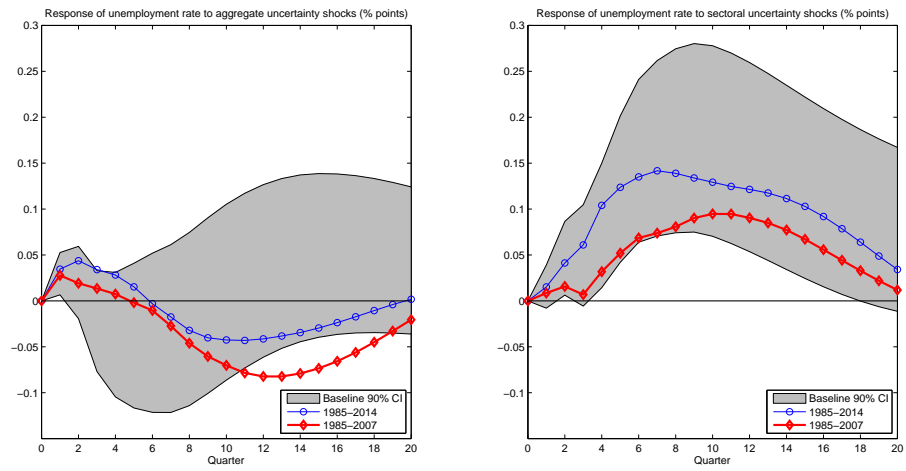 Response of unemployment rate to aggregate uncertainty shocks (% points)
0.3
0.25
0.2
0.15
0.1
0.05
0
−0.05
−0.1
0 2 4 6 8 10 12 14 16 18 20
Quarter
Baseline 90% CI
1985−2014
1985−2007
Response of unemployment rate to sectoral uncertainty shocks (% points)
0.3
0.25
0.2
0.15
0.1
0.05
0
−0.05
−0.1
0 2 4 6 8 10 12 14 16 18 20
Quarter
Baseline 90% CI
1985−2014
1985−2007